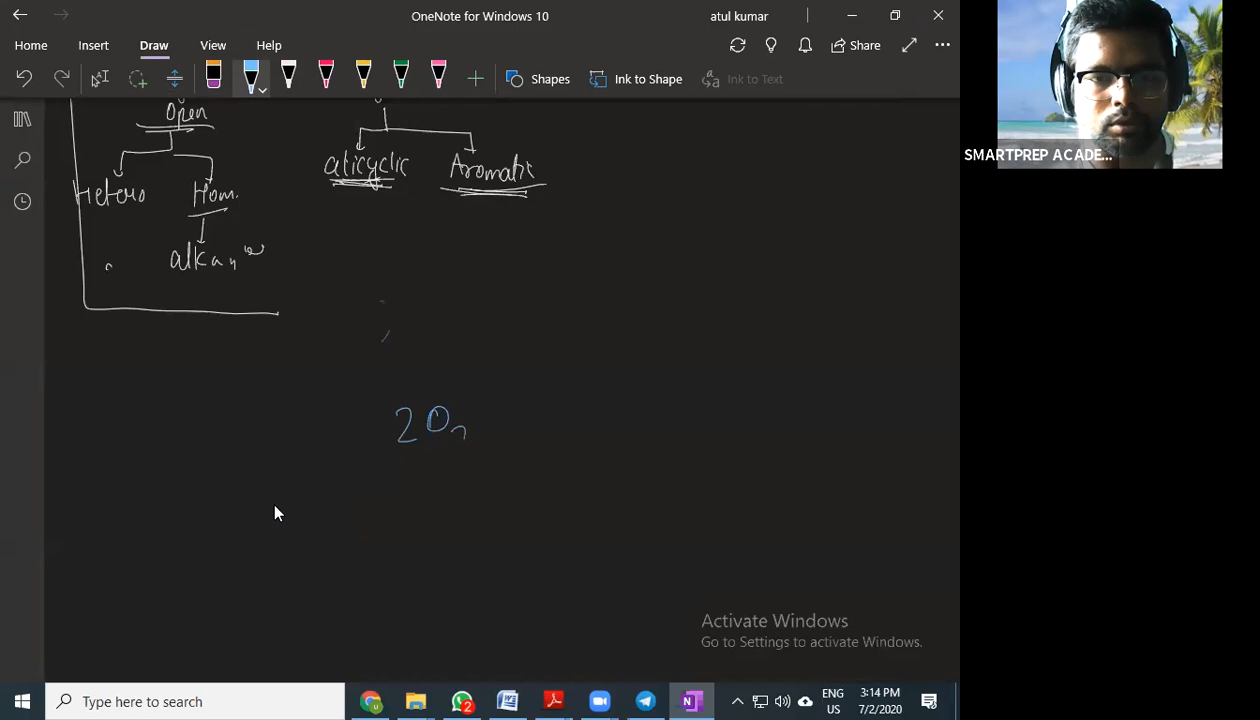 OneNote for Windows 10
atul kumar
Home Insert Draw View Help
Share
Shapes
Ink to Shape
Ink to Text
Open
alicyclic Aromatic
Hetero Hom.
SMARTPREP ACADE...
Activate Windows
Go to Settings to activate Windows.
Type here to search
2
ENG
US
3:14 PM
7/2/2020